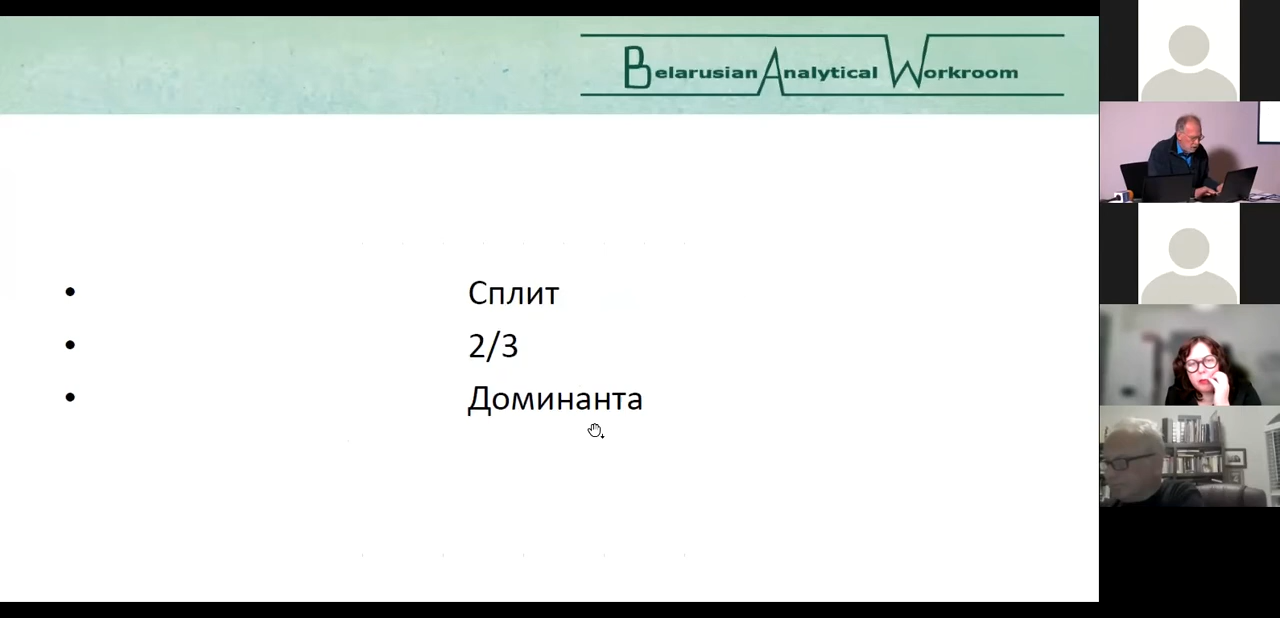 Belarusian Analytical Workroom
• Сплит
• 2/3
• Доминанта